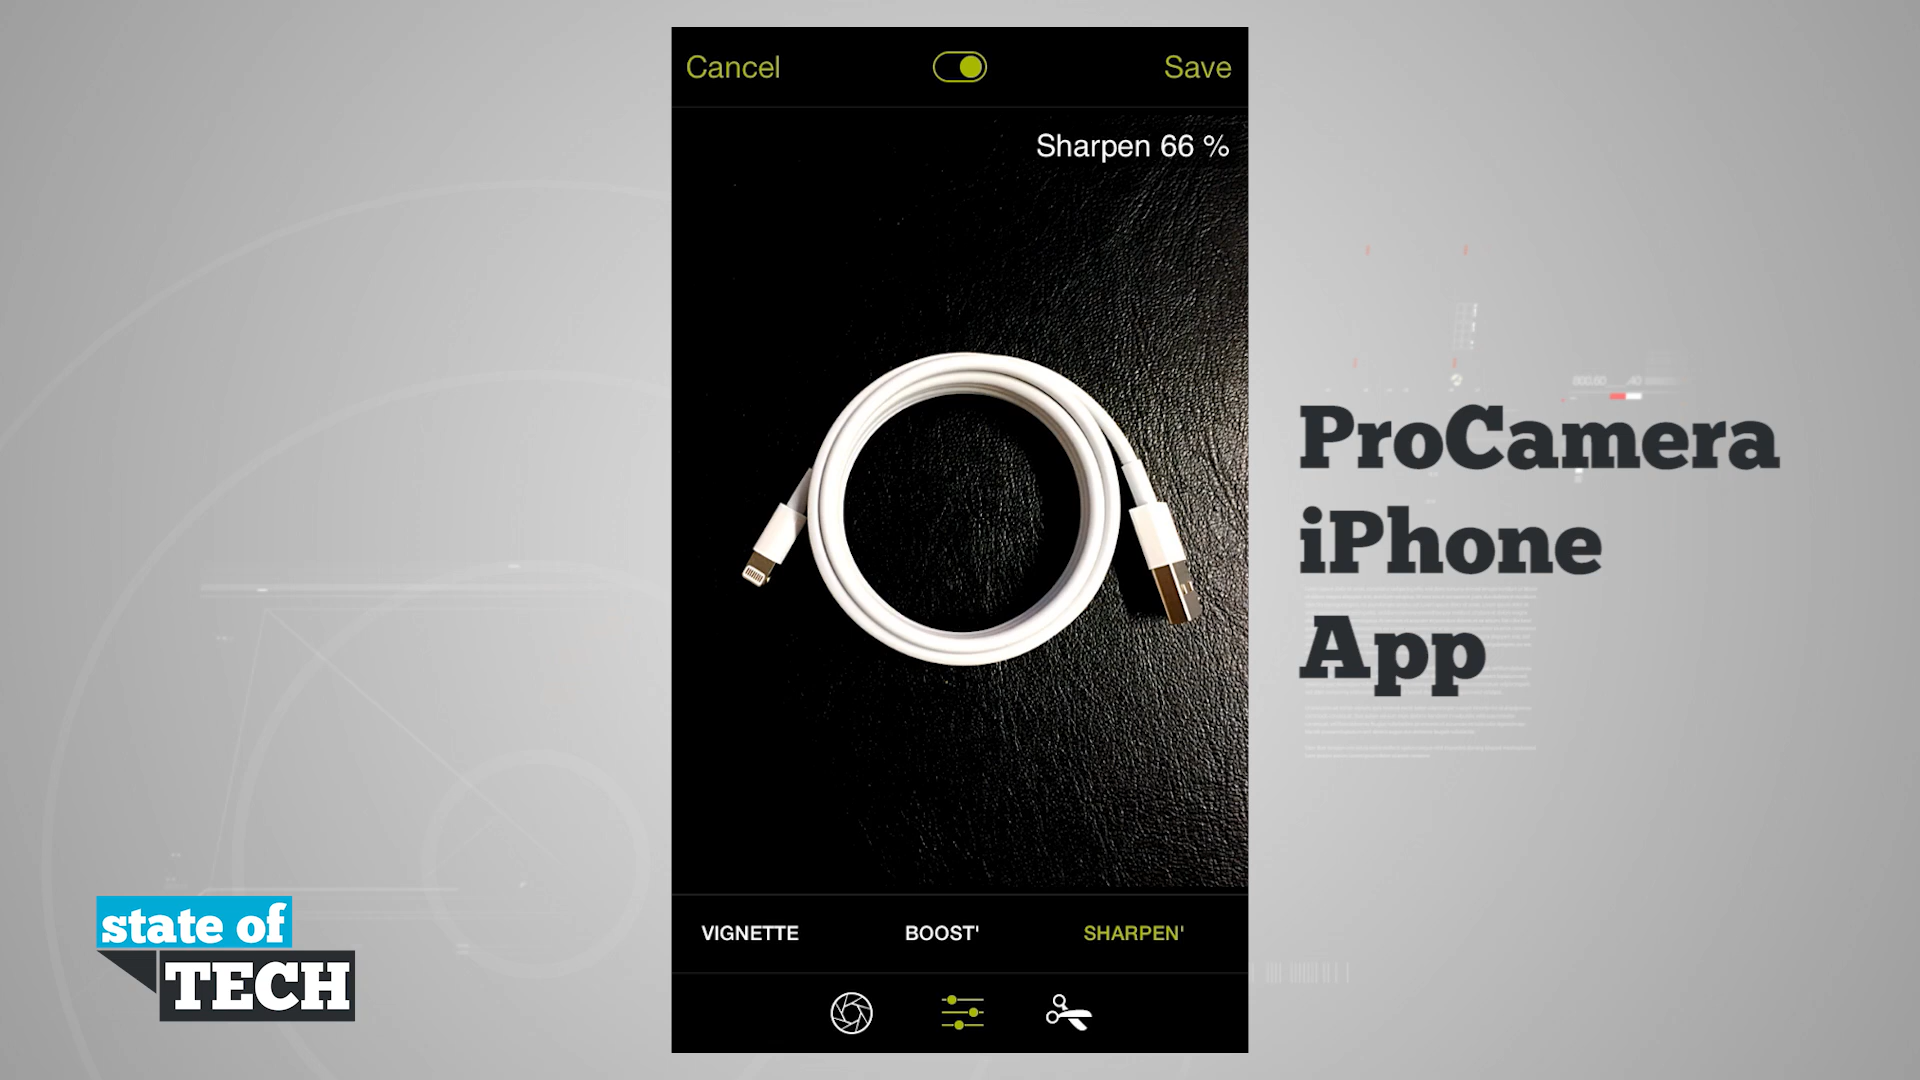 Cancel
Save
Sharpen 66 %
ProCamera
iPhone
App
VIGNETTE
BOOST'
SHARPEN'
state of
TECH